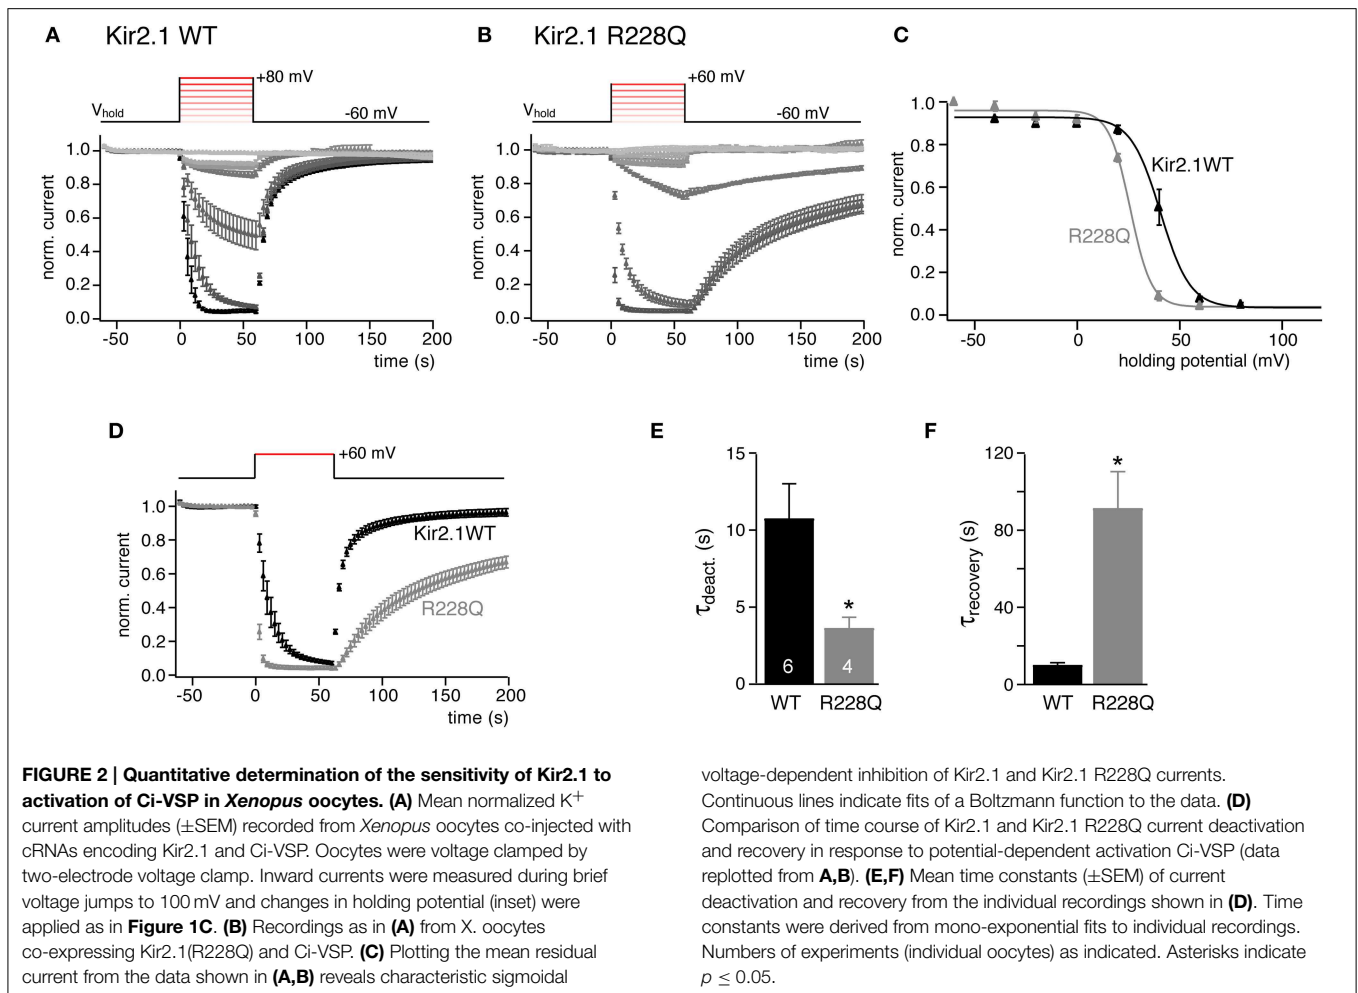 A Kir2.1 WT
+80 mV
Vhold
-60 mV
norm. current
1.0
0.8
0.6
0.4
0.2
0.0
-50 0 50 100 150 200
time (s)
B Kir2.1 R228Q
+60 mV
Vhold
-60 mV
norm. current
1.0
0.8
0.6
0.4
0.2
0.0
-50 0 50 100 150 200
time (s)
C
norm. current
1.0
0.8
0.6
0.4
0.2
0.0
Kir2.1WT
R228Q
-50 0 50 100
holding potential (mV)
D
+60 mV
norm. current
1.0
0.8
0.6
0.4
0.2
0.0
Kir2.1WT
R228Q
-50 0 50 100 150 200
time (s)
E
τdeact. (s)
15
10
5
0
*
6 4
WT R228Q
F
τrecovery (s)
120
80
40
0
*
WT R228Q
FIGURE 2 | Quantitative determination of the sensitivity of Kir2.1 to
activation of Ci-VSP in Xenopus oocytes. (A) Mean normalized K+
current amplitudes (±SEM) recorded from Xenopus oocytes co-injected with
cRNAs encoding Kir2.1 and Ci-VSP. Oocytes were voltage clamped by
two-electrode voltage clamp. Inward currents were measured during brief
voltage jumps to 100 mV and changes in holding potential (inset) were
applied as in Figure 1C. (B) Recordings as in (A) from X. oocytes
co-expressing Kir2.1(R228Q) and Ci-VSP. (C) Plotting the mean residual
current from the data shown in (A,B) reveals characteristic sigmoidal
voltage-dependent inhibition of Kir2.1 and Kir2.1 R228Q currents.
Continuous lines indicate fits of a Boltzmann function to the data. (D)
Comparison of time course of Kir2.1 and Kir2.1 R228Q current deactivation
and recovery in response to potential-dependent activation Ci-VSP (data
replotted from A,B). (E,F) Mean time constants (±SEM) of current
deactivation and recovery from the individual recordings shown in (D). Time
constants were derived from mono-exponential fits to individual recordings.
Numbers of experiments (individual oocytes) as indicated. Asterisks indicate
p ≤ 0.05.